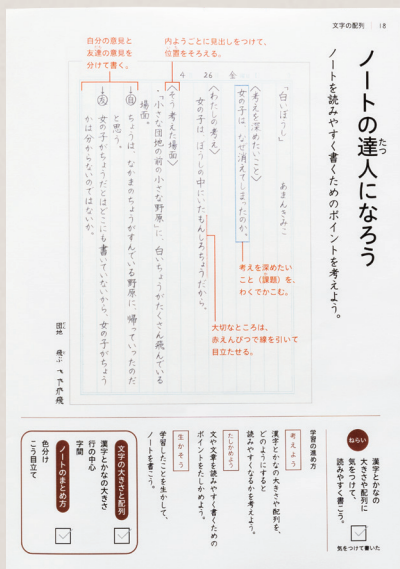 文字の配列 18
ノートの達人になろう
たつ
ノートを読みやすく書くためのポイントを考えよう。
内ようごとに見出しをつけて、
位置をそろえる。
自分の意見と
友達の意見を
分けて書く。
4 26 金
「白いぼうし」 あまんきみこ
〈考えを深めたいこと〉
女の子は、なぜ消えてしまったのか。
〈わたしの考え〉
女の子は、ぼうしの中にいたもんしろちょうだから。
〈そう考えた場面〉
・「小さな団地の前の小さな野原」に、白いちょうがたくさん飛んでいる
場面。
自 ちょうは、なかまのちょうがすんでいる野原に、帰っていったのだ
と思う。
友 女の子がちょうだとはどこにも書いていないから、女の子がちょう
かは分からないのではないか。
考えを深めたい
こと(課題)を、
わくでかこむ。
大切なところは、
赤えんぴつで線を引いて
目立たせる。
団地
飛ぶ
ねらい
漢字とかなの
大きさや配列に
気をつけて、
読みやすく書こう。
気をつけて書いた
学習の進め方
考えよう
漢字とかなの大きさや配列を、
どのようにすると
読みやすくなるかを考えよう。
たしかめよう
文や文章を読みやすく書くための
ポイントをたしかめよう。
生かそう
学習したことを生かして、
ノートを書こう。
文字の大きさと配列
漢字とかなの大きさ
行の中心
字間
ノートのまとめ方
色分け
こう目立て